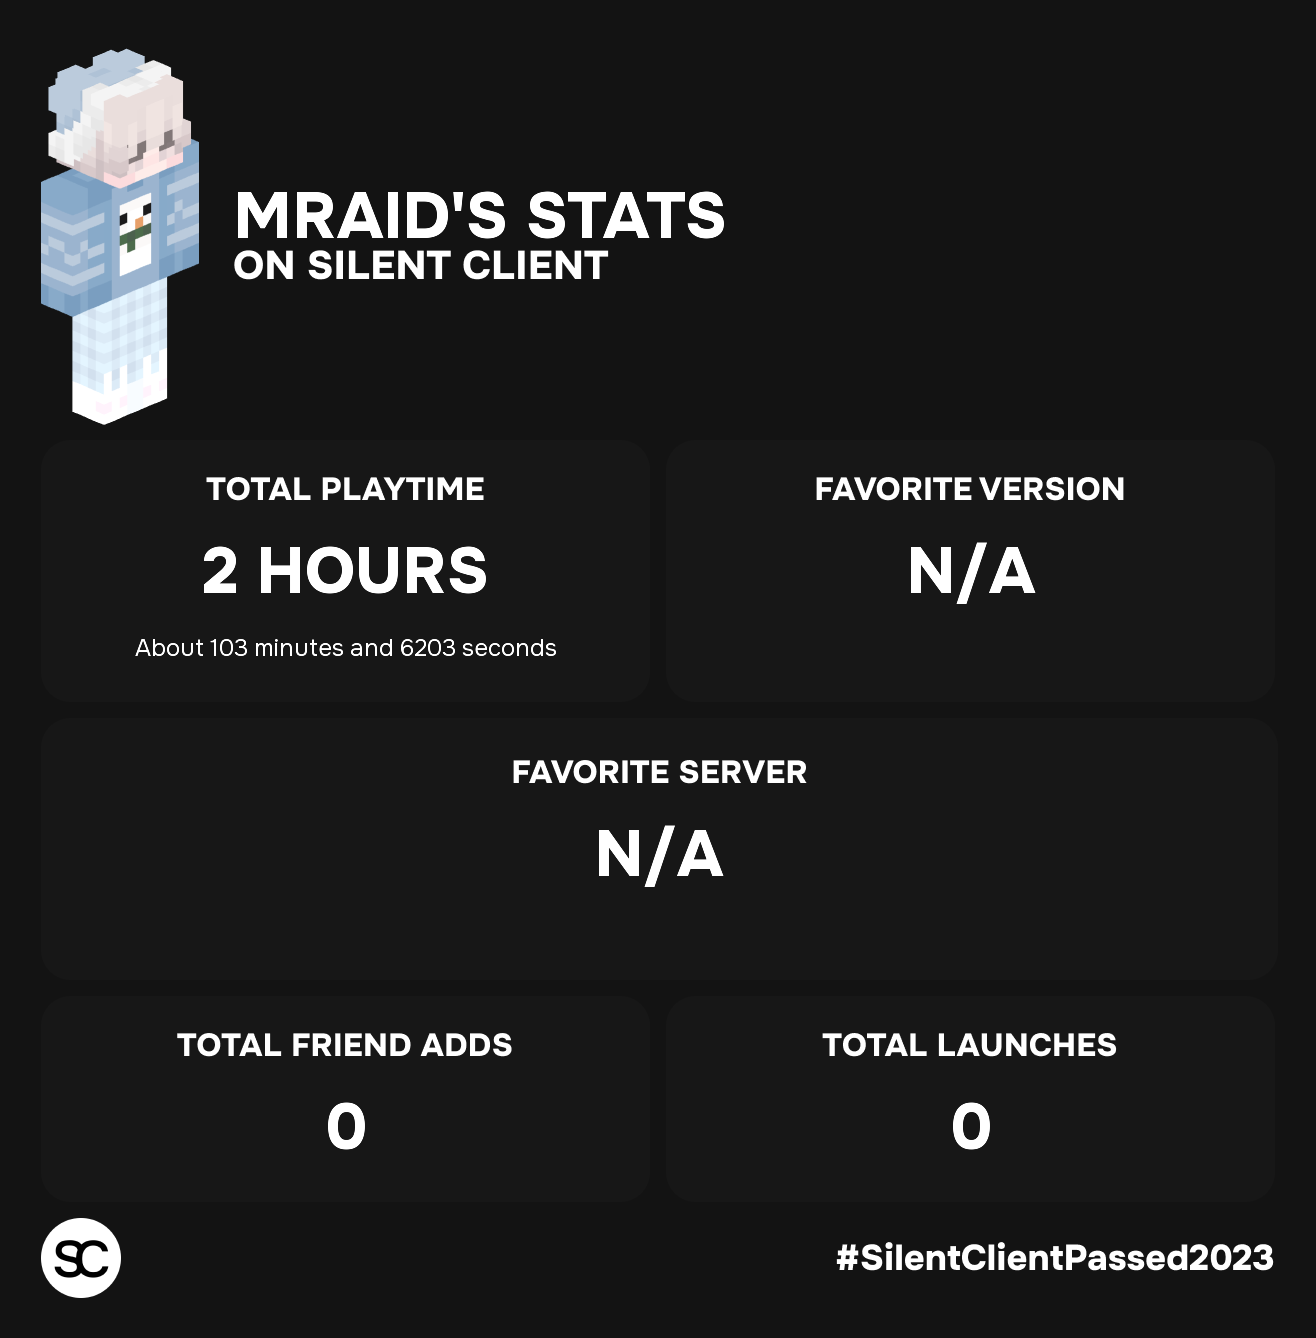 MRAID'S STATS
ON SILENT CLIENT
TOTAL PLAYTIME
2 HOURS
About 103 minutes and 6203 seconds
FAVORITE VERSION
N/A
FAVORITE SERVER
N/A
TOTAL FRIEND ADDS
0
TOTAL LAUNCHES
0
SC
#SilentClientPassed2023